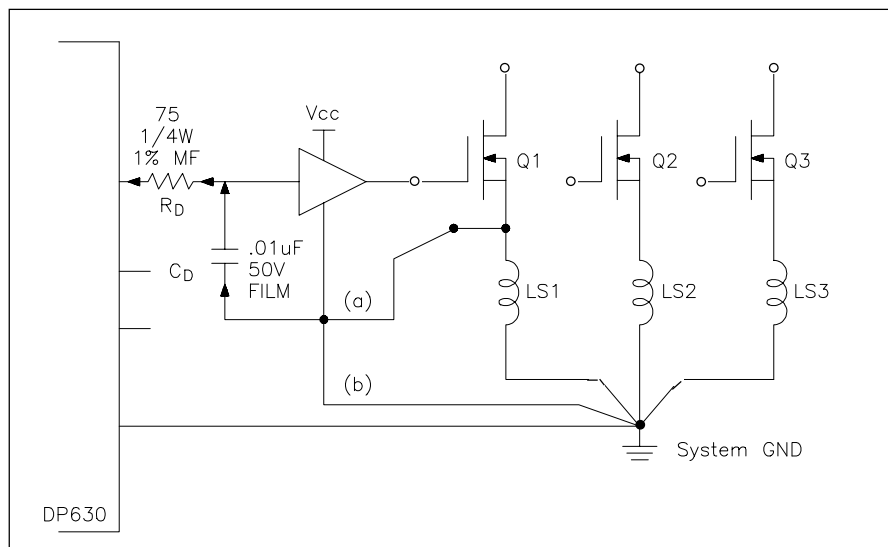 75
1/4W
1% MF
RD
Vcc
Q1
Q2
Q3
CD
.01uF
50V
FILM
(a)
LS1
LS2
LS3
(b)
System GND
DP630